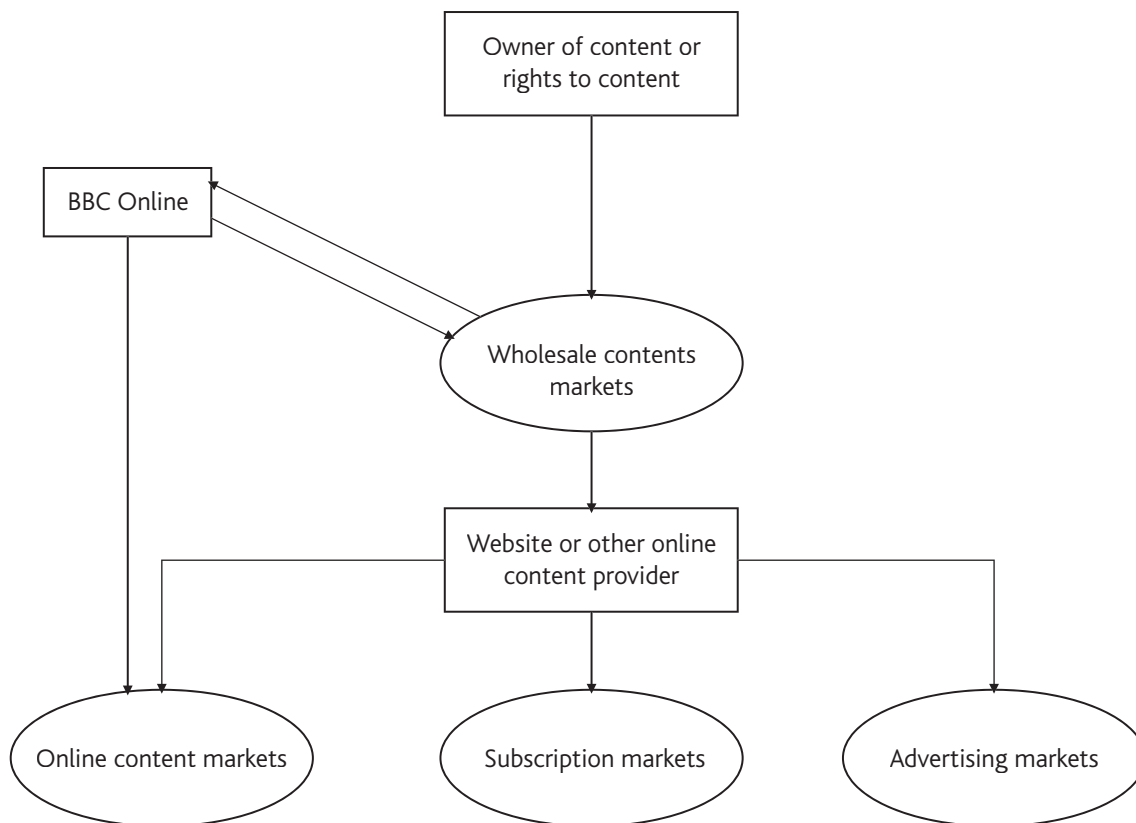 Owner of content or
rights to content
BBC Online
Wholesale contents
markets
Website or other online
content provider
Online content markets
Subscription markets
Advertising markets